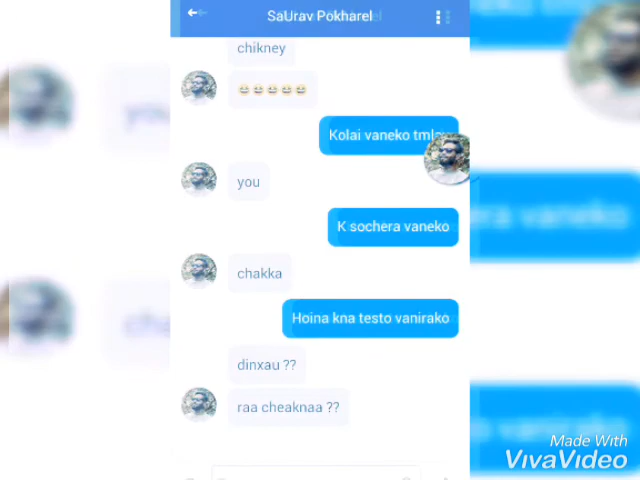 SaUrav Pokharel
chikney
Kolai vaneko
you
K sochera vaneko
chakka
Hoina kna testo vanirako
dinxau ??
raa cheaknaa ??
Made With
VivaVideo